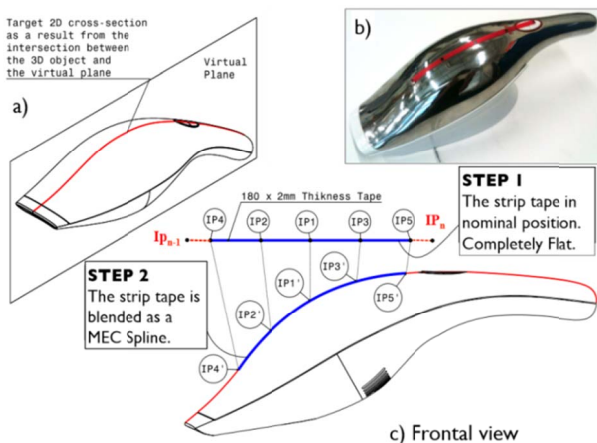 Target 2D cross-section
as a result from the
intersection between
the 3D object and
the virtual plane
Virtual
Plane
a)
b)
STEP I
The strip tape in
nominal position.
Completely Flat.
180 x 2mm Thikness Tape
IP4
IP2
IP1
IP3
IP5
IPn
Ipn-1
STEP 2
The strip tape is
blended as a
MEC Spline.
IP3'
IP1'
IP5'
IP2'
IP4'
c) Frontal view